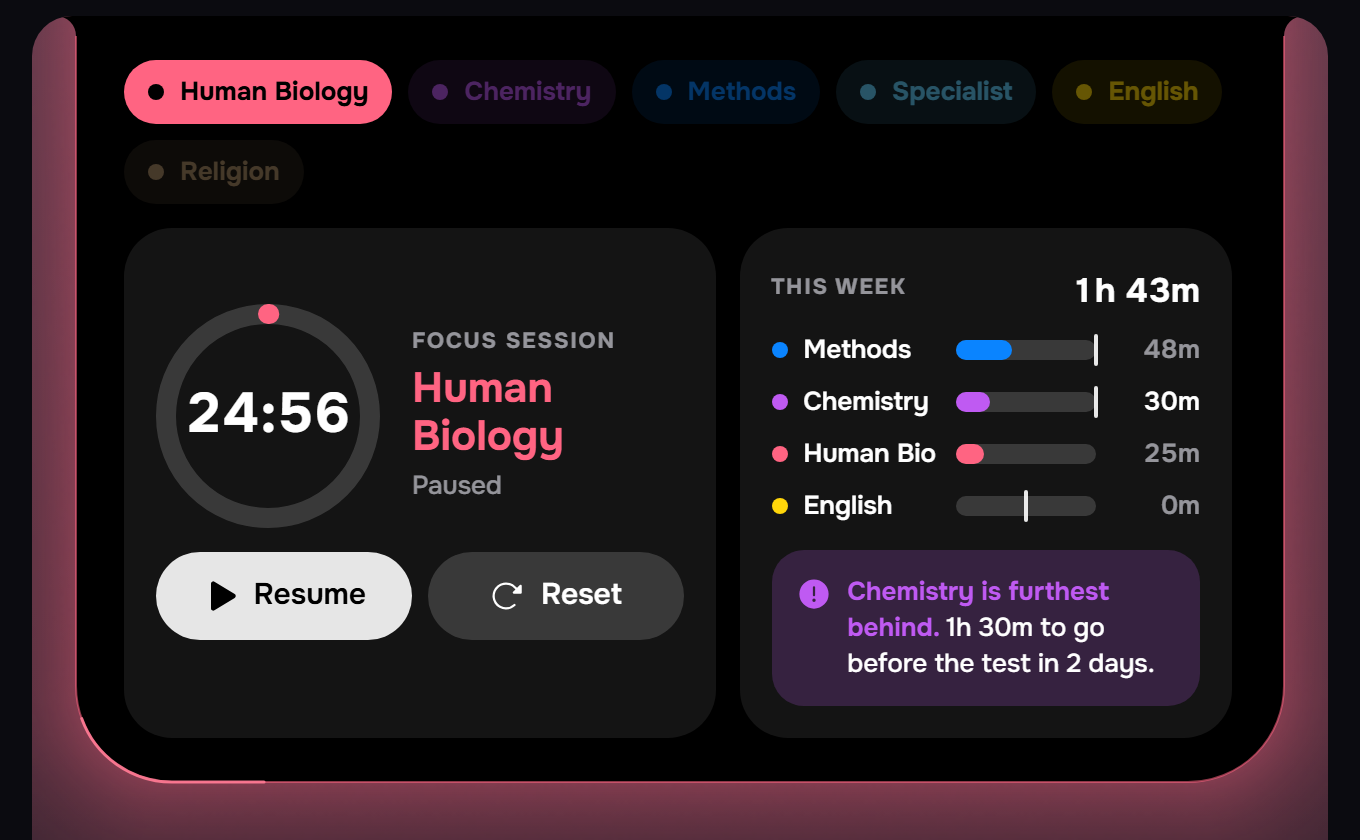 Human Biology
Chemistry
Methods
Specialist
English
Religion
24:56
FOCUS SESSION
Human
Biology
Paused
Resume
Reset
THIS WEEK
1h 43m
Methods
48m
Chemistry
30m
Human Bio
25m
English
0m
Chemistry is furthest
behind. 1h 30m to go
before the test in 2 days.